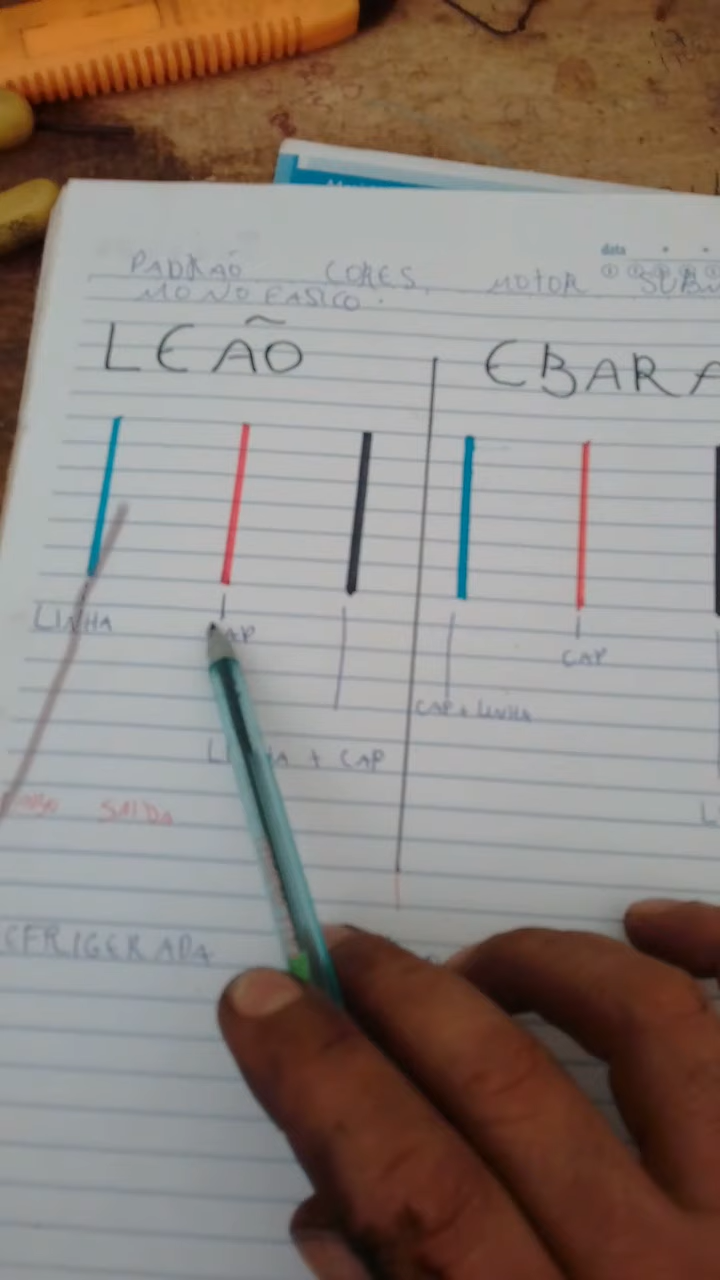 data
PADRÃO CORES, MOTOR SUB
MONOFASICO.
LEÃO
EBARA
LINHA
CAP
CAP
CAP + LINHA
LINHA + CAP
L
SAIDA
REFRIGERADA